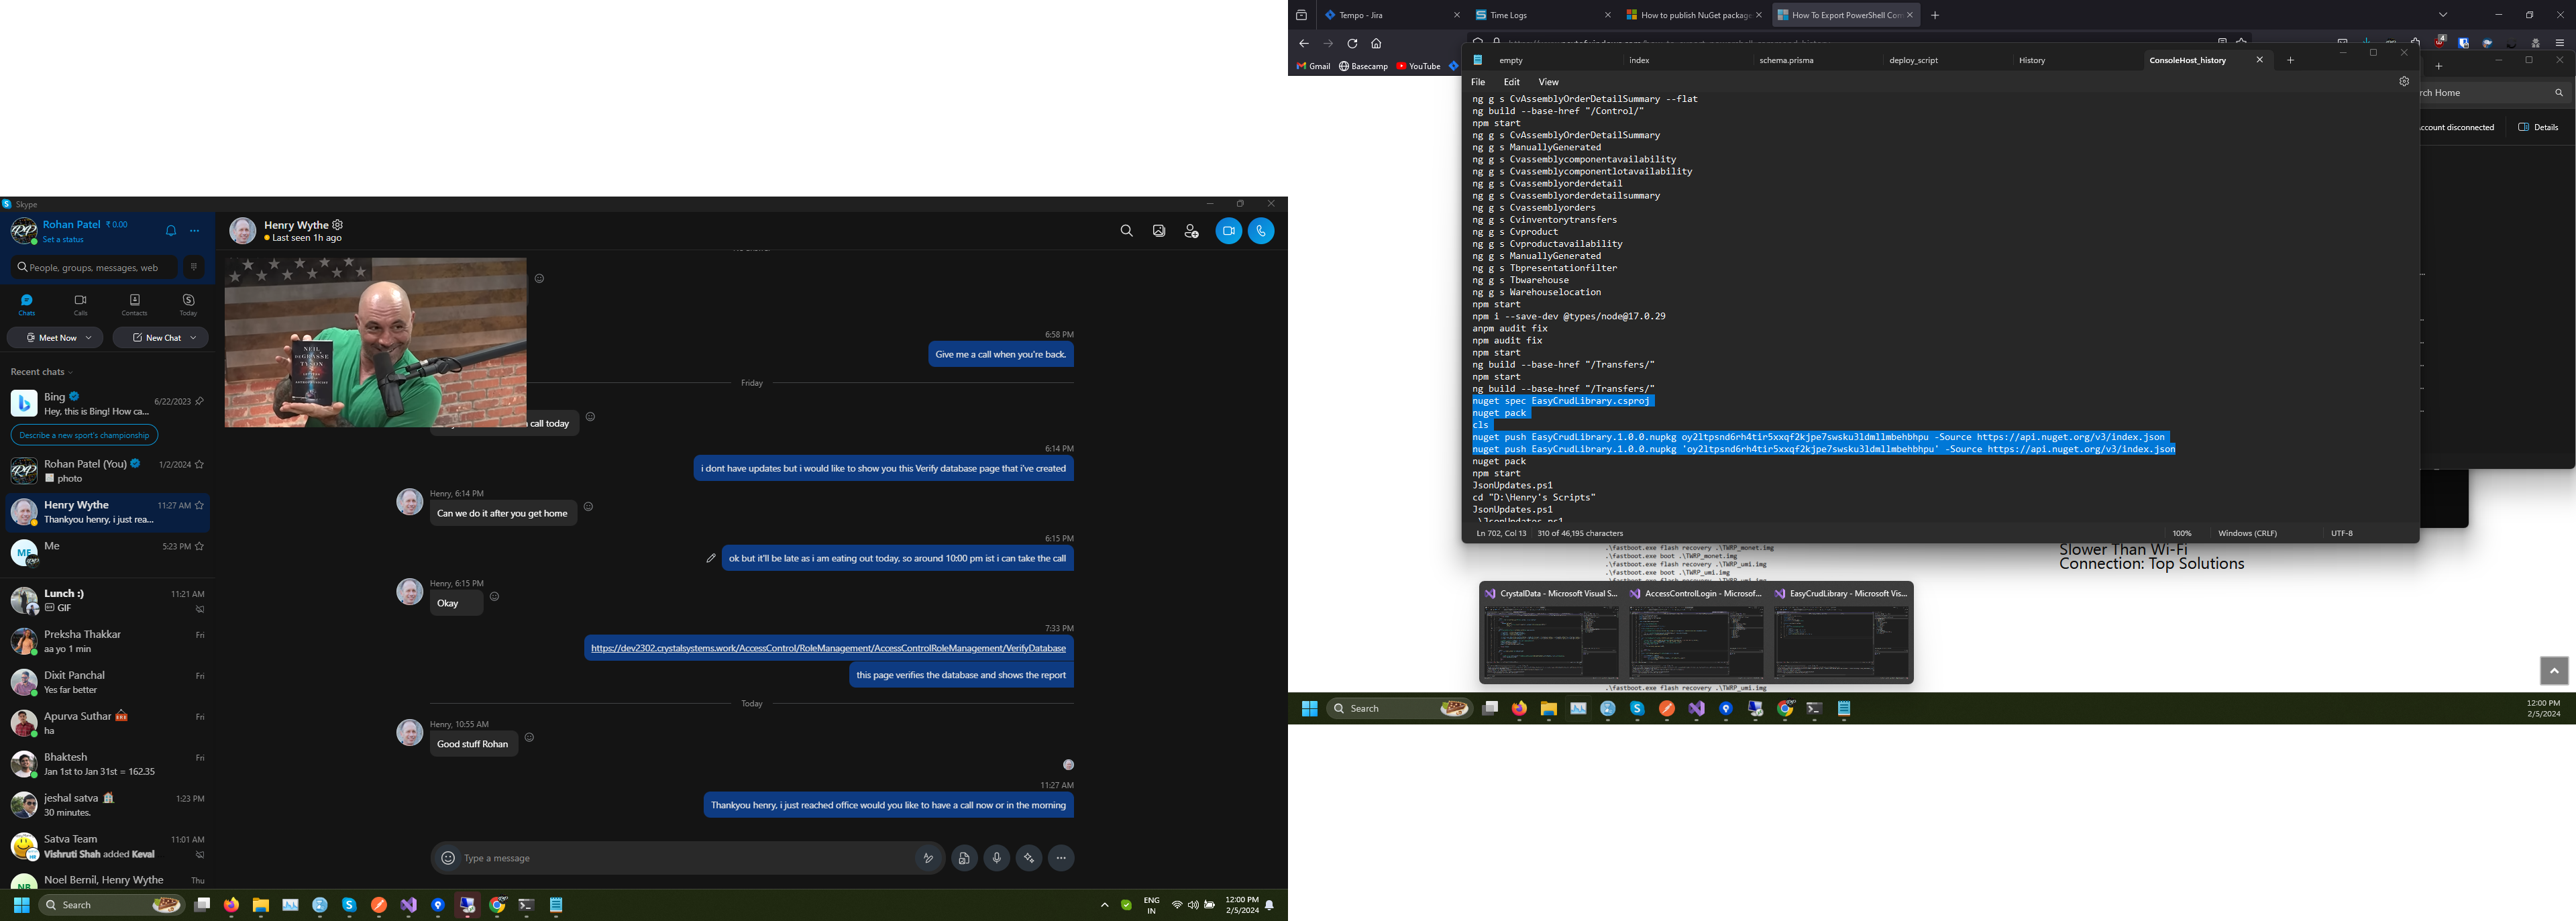 Skype
Rohan Patel ₹ 0.00
Set a status
People, groups, messages, web
Chats
Calls
Contacts
Today
Meet Now
New Chat
Recent chats
Bing
6/22/2023
Hey, this is Bing! How ca...
Describe a new sport's championship
Rohan Patel (You)
1/2/2024
photo
Henry Wythe
11:27 AM
Thankyou henry, i just rea...
Me
5:23 PM
Lunch :)
11:21 AM
GIF
Preksha Thakkar
Fri
aa yo 1 min
Dixit Panchal
Fri
Yes far better
Apurva Suthar
Fri
ha
Bhaktesh
Fri
Jan 1st to Jan 31st = 162.35
jeshal satva
1:23 PM
30 minutes.
Satva Team
11:01 AM
Vishruti Shah added Keval
Noel Bernil, Henry Wythe
Thu
Henry Wythe
Last seen 1h ago
NEIL
DEGRASSE
TYSON
6:58 PM
Give me a call when you're back.
Friday
call today
6:14 PM
i dont have updates but i would like to show you this Verify database page that i've created
Henry, 6:14 PM
Can we do it after you get home
6:15 PM
ok but it'll be late as i am eating out today, so around 10:00 pm ist i can take the call
Henry, 6:15 PM
Okay
7:33 PM
https://dev2302.crystalsystems.work/AccessControl/RoleManagement/AccessControlRoleManagement/VerifyDatabase
this page verifies the database and shows the report
Today
Henry, 10:55 AM
Good stuff Rohan
11:27 AM
Thankyou henry, i just reached office would you like to have a call now or in the morning
Type a message
Search
ENG
IN
12:00 PM
2/5/2024
Tempo - Jira
Time Logs
How to publish NuGet package
How To Export PowerShell Com
Gmail
Basecamp
YouTube
empty
index
schema.prisma
deploy_script
History
ConsoleHost_history
File
Edit
View
ng g s CvAssemblyOrderDetailSummary --flat
ng build --base-href "/Control/"
npm start
ng g s CvAssemblyOrderDetailSummary
ng g s ManuallyGenerated
ng g s Cvassemblycomponentavailability
ng g s Cvassemblycomponentlotavailability
ng g s Cvassemblyorderdetail
ng g s Cvassemblyorderdetailsummary
ng g s Cvassemblyorders
ng g s Cvinventorytransfers
ng g s Cvproduct
ng g s Cvproductavailability
ng g s ManuallyGenerated
ng g s Tbpresentationfilter
ng g s Tbwarehouse
ng g s Warehouselocation
npm start
npm i --save-dev @types/node@17.0.29
anpm audit fix
npm audit fix
npm start
ng build --base-href "/Transfers/"
npm start
ng build --base-href "/Transfers/"
nuget spec EasyCrudLibrary.csproj
nuget pack
cls
nuget push EasyCrudLibrary.1.0.0.nupkg oy2ltpsnd6rh4tir5xxqf2kjpe7swsku3ldmllmbehbhpu -Source https://api.nuget.org/v3/index.json
nuget push EasyCrudLibrary.1.0.0.nupkg 'oy2ltpsnd6rh4tir5xxqf2kjpe7swsku3ldmllmbehbhpu' -Source https://api.nuget.org/v3/index.json
nuget pack
npm start
JsonUpdates.ps1
cd "D:\Henry's Scripts"
JsonUpdates.ps1
.\JsonUpdates.ps1
Ln 702, Col 13
310 of 46,195 characters
100%
Windows (CRLF)
UTF-8
rch Home
ccount disconnected
Details
.\fastboot.exe flash recovery .\TWRP_monet.img
.\fastboot.exe boot .\TWRP_monet.img
.\fastboot.exe flash recovery .\TWRP_umi.img
.\fastboot.exe boot .\TWRP_umi.img
.\fastboot.exe flash recovery .\TWRP_umi.img
Slower Than Wi-Fi
Connection: Top Solutions
CrystalData - Microsoft Visual S...
AccessControlLogin - Microsof...
EasyCrudLibrary - Microsoft Vis...
.\fastboot.exe flash recovery .\TWRP_umi.img
Search
12:00 PM
2/5/2024